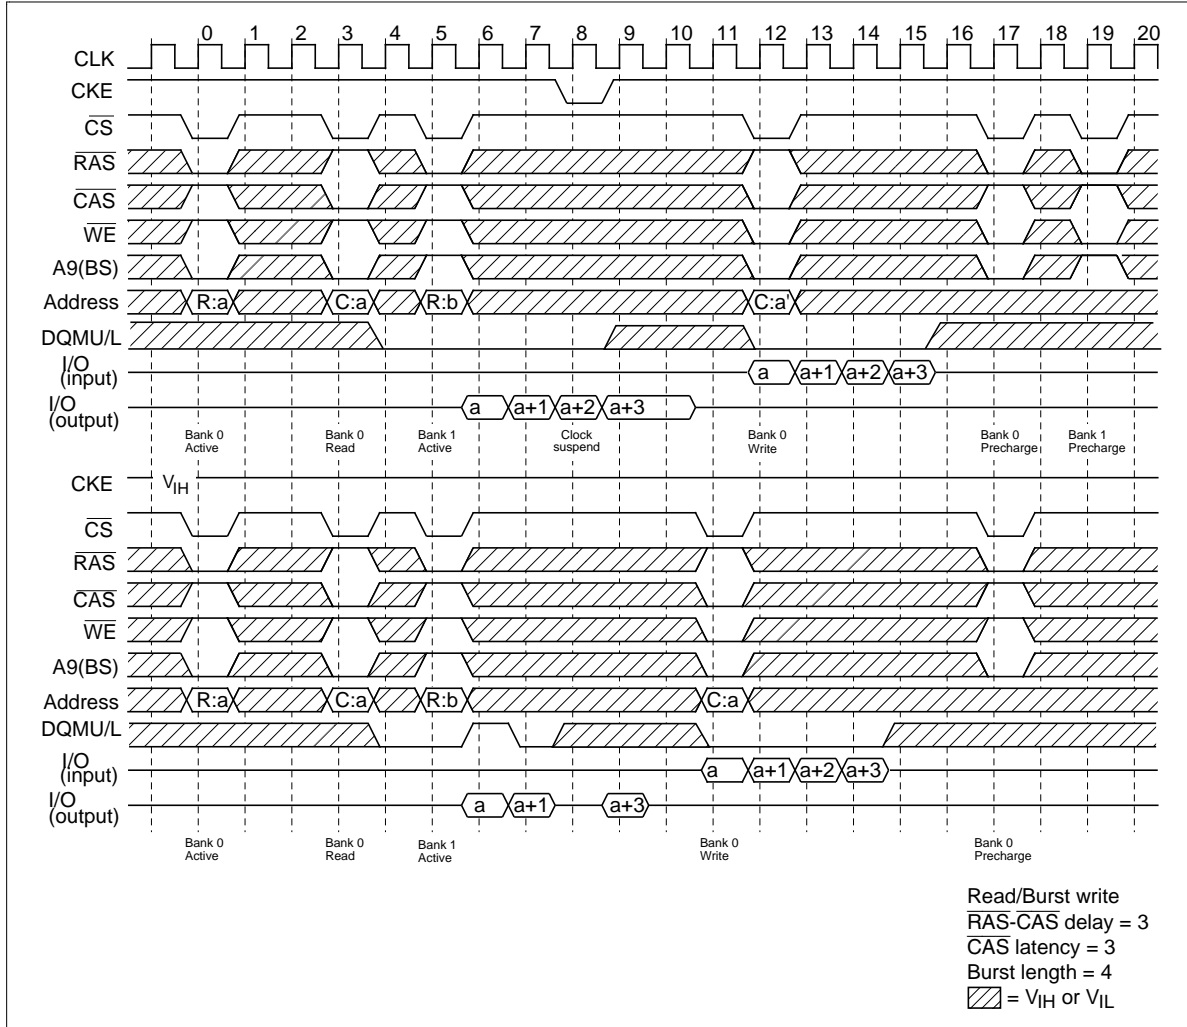 0 1 2 3 4 5 6 7 8 9 10 11 12 13 14 15 16 17 18 19 20
CLK
CKE
CS
RAS
CAS
WE
A9(BS)
Address R:a C:a R:b C:a'
DQMU/L
I/O
(input) a a+1 a+2 a+3
I/O
(output) a a+1 a+2 a+3
Bank 0 Bank 0 Bank 1 Clock Bank 0 Bank 0 Bank 1
Active Read Active suspend Write Precharge Precharge
CKE VIH
CS
RAS
CAS
WE
A9(BS)
Address R:a C:a R:b C:a
DQMU/L
I/O
(input) a a+1 a+2 a+3
I/O
(output) a a+1 a+3
Bank 0 Bank 0 Bank 1 Bank 0 Bank 0
Active Read Active Write Precharge
Read/Burst write
RAS-CAS delay = 3
CAS latency = 3
Burst length = 4
= VIH or VIL